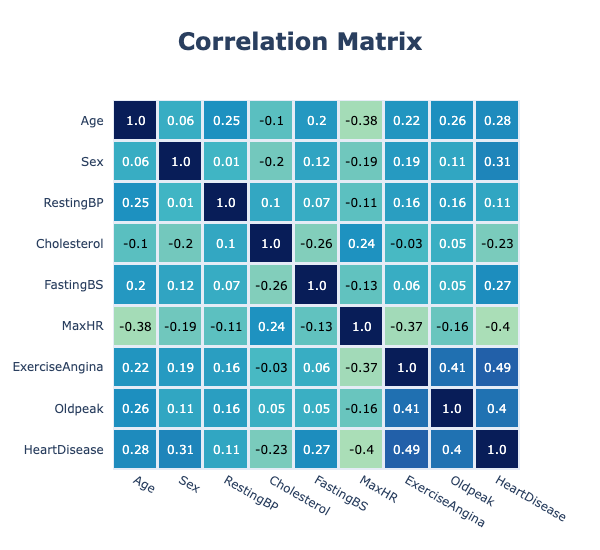 Correlation Matrix
Age 1.0 0.06 0.25 -0.1 0.2 -0.38 0.22 0.26 0.28
Sex 0.06 1.0 0.01 -0.2 0.12 -0.19 0.19 0.11 0.31
RestingBP 0.25 0.01 1.0 0.1 0.07 -0.11 0.16 0.16 0.11
Cholesterol -0.1 -0.2 0.1 1.0 -0.26 0.24 -0.03 0.05 -0.23
FastingBS 0.2 0.12 0.07 -0.26 1.0 -0.13 0.06 0.05 0.27
MaxHR -0.38 -0.19 -0.11 0.24 -0.13 1.0 -0.37 -0.16 -0.4
ExerciseAngina 0.22 0.19 0.16 -0.03 0.06 -0.37 1.0 0.41 0.49
Oldpeak 0.26 0.11 0.16 0.05 0.05 -0.16 0.41 1.0 0.4
HeartDisease 0.28 0.31 0.11 -0.23 0.27 -0.4 0.49 0.4 1.0
Age Sex RestingBP Cholesterol FastingBS MaxHR ExerciseAngina Oldpeak HeartDisease